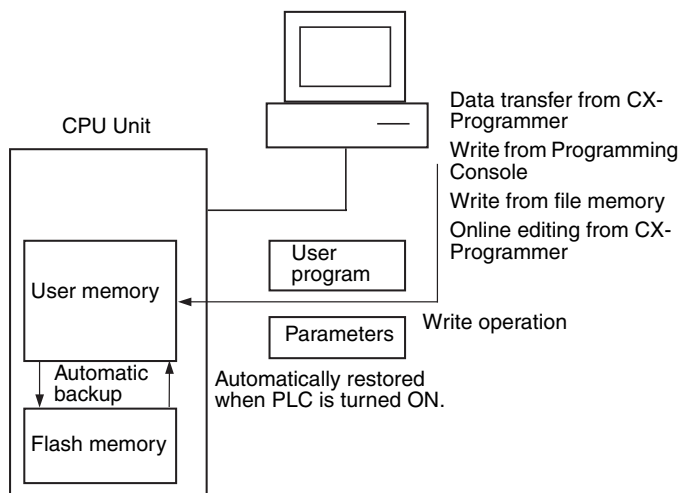 Data transfer from CX-
Programmer
Write from Programming
Console
Write from file memory
Online editing from CX-
Programmer
CPU Unit
User
program
User memory
Parameters
Write operation
Automatic
backup
Automatically restored
when PLC is turned ON.
Flash memory